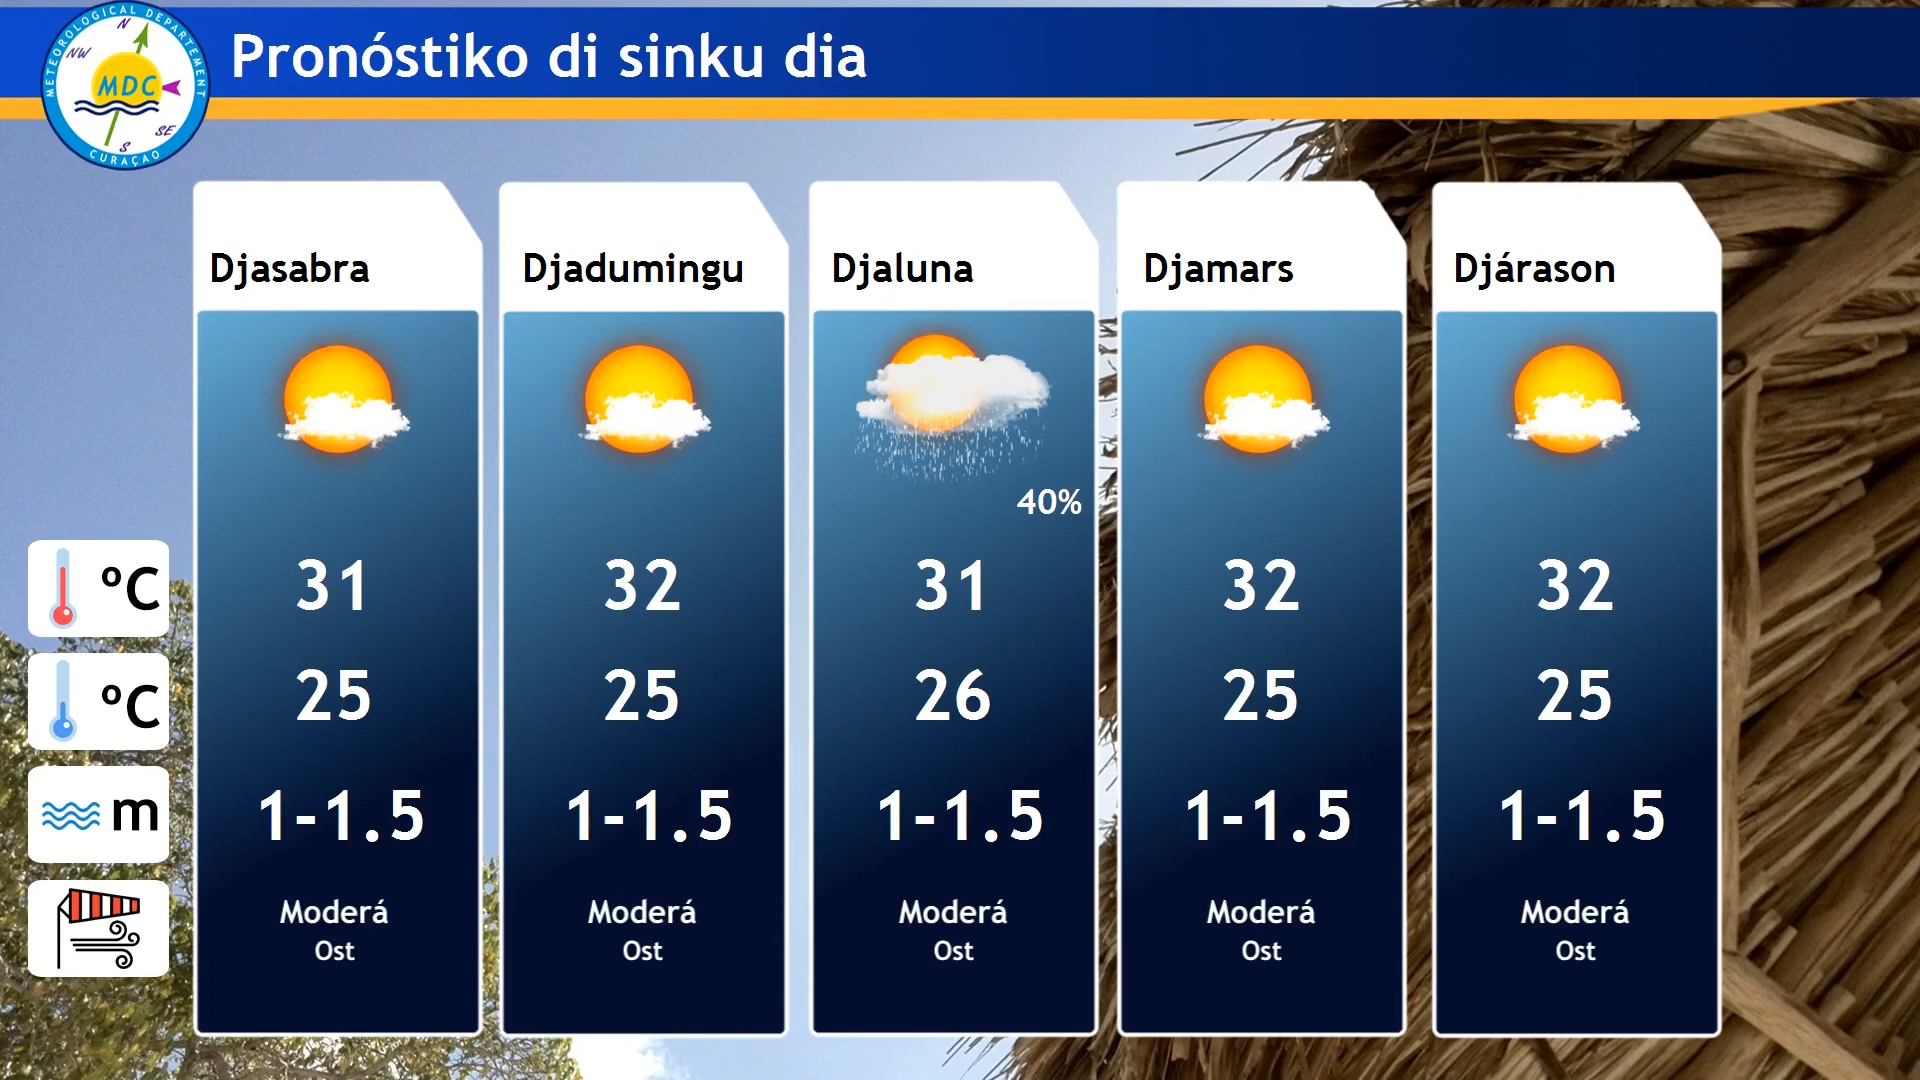 METEOROLOGICAL DEPARTEMENT
N
NW
MDC
SE
S
CURAÇAO
Pronóstiko di sinku dia
Djasabra
Djadumingu
Djaluna
Djamars
Djárason
40%
ºC
31
32
31
32
32
ºC
25
25
26
25
25
m
1-1.5
1-1.5
1-1.5
1-1.5
1-1.5
Moderá
Moderá
Moderá
Moderá
Moderá
Ost
Ost
Ost
Ost
Ost